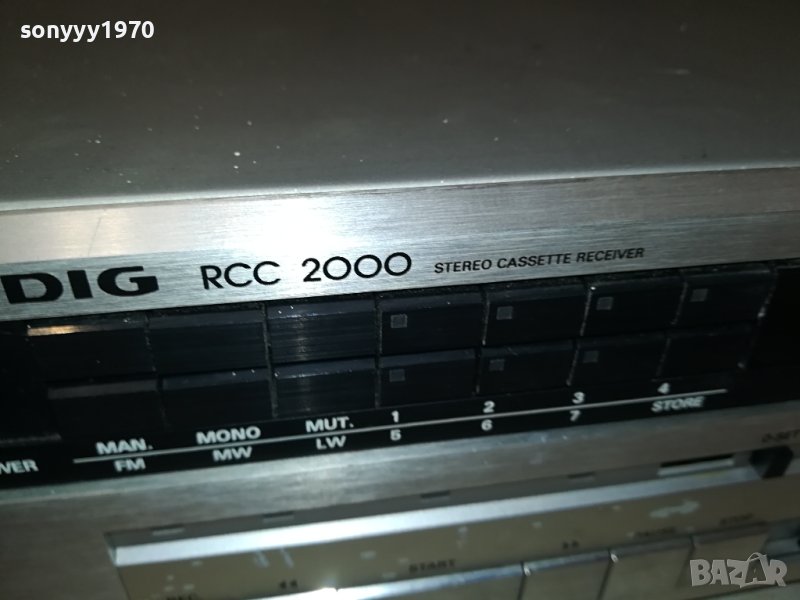 sonyyy1970
DIG RCC 2000 STEREO CASSETTE RECEIVER
MAN. MONO MUT. 1 2 3 4
FM MW LW 5 6 7 STORE
START
BAZAR